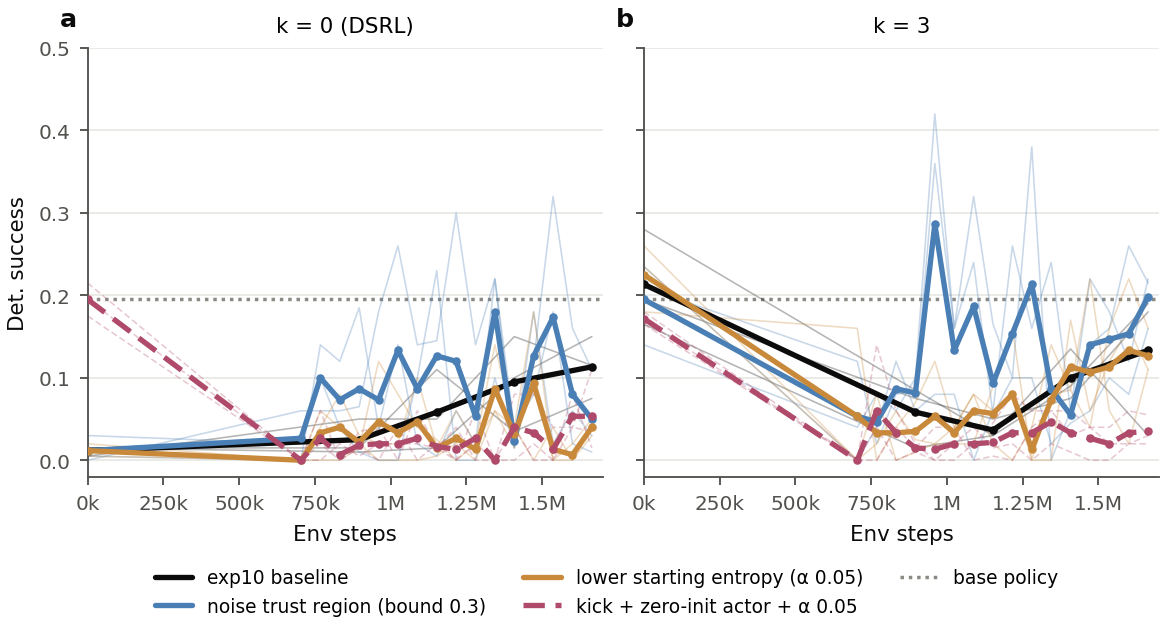 a
k = 0 (DSRL)
b
k = 3
Det. success
0.5
0.4
0.3
0.2
0.1
0.0
0k 250k 500k 750k 1M 1.25M 1.5M
0k 250k 500k 750k 1M 1.25M 1.5M
Env steps
Env steps
exp10 baseline
noise trust region (bound 0.3)
lower starting entropy (α 0.05)
kick + zero-init actor + α 0.05
base policy